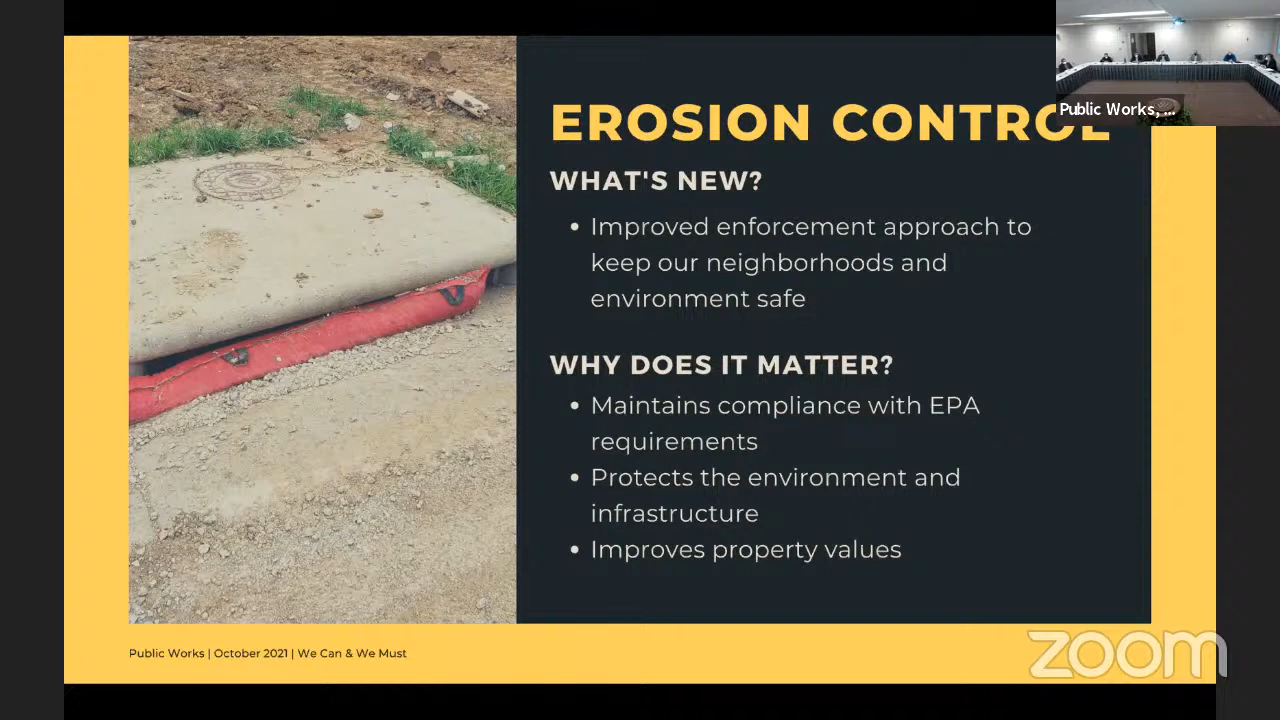 EROSION CONTROL
WHAT'S NEW?
• Improved enforcement approach to
keep our neighborhoods and
environment safe
WHY DOES IT MATTER?
• Maintains compliance with EPA
requirements
• Protects the environment and
infrastructure
• Improves property values
Public Works | October 2021 | We Can & We Must
Public Works, ...
zoom